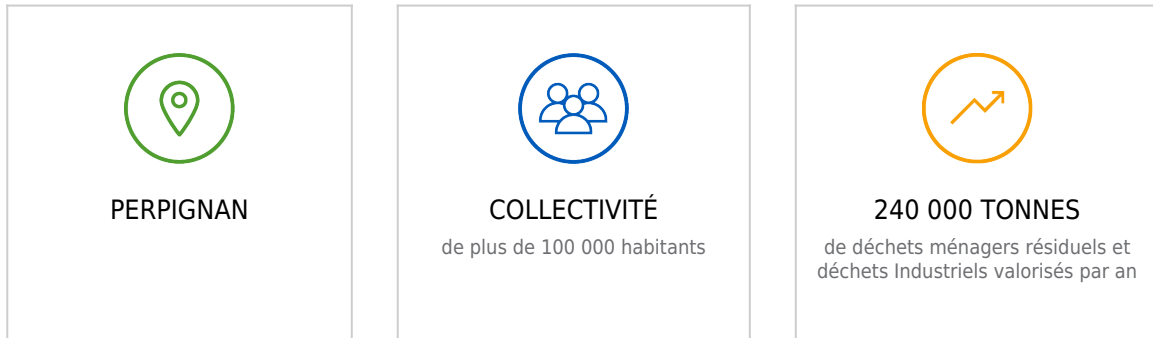 PERPIGNAN
COLLECTIVITÉ
de plus de 100 000 habitants
240 000 TONNES
de déchets ménagers résiduels et
déchets Industriels valorisés par an